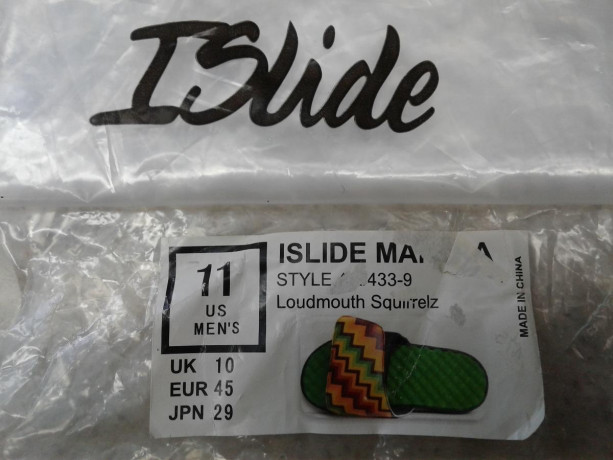 ISlide
11
US
MEN'S
ISLIDE
STYLE 433-9
Loudmouth Squirrelz
UK 10
EUR 45
JPN 29
MADE IN CHINA